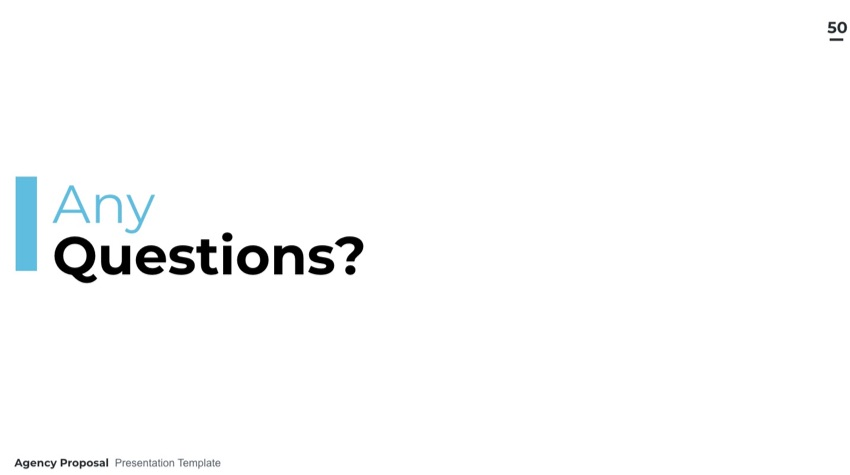 50
Any
Questions?
Agency Proposal Presentation Template